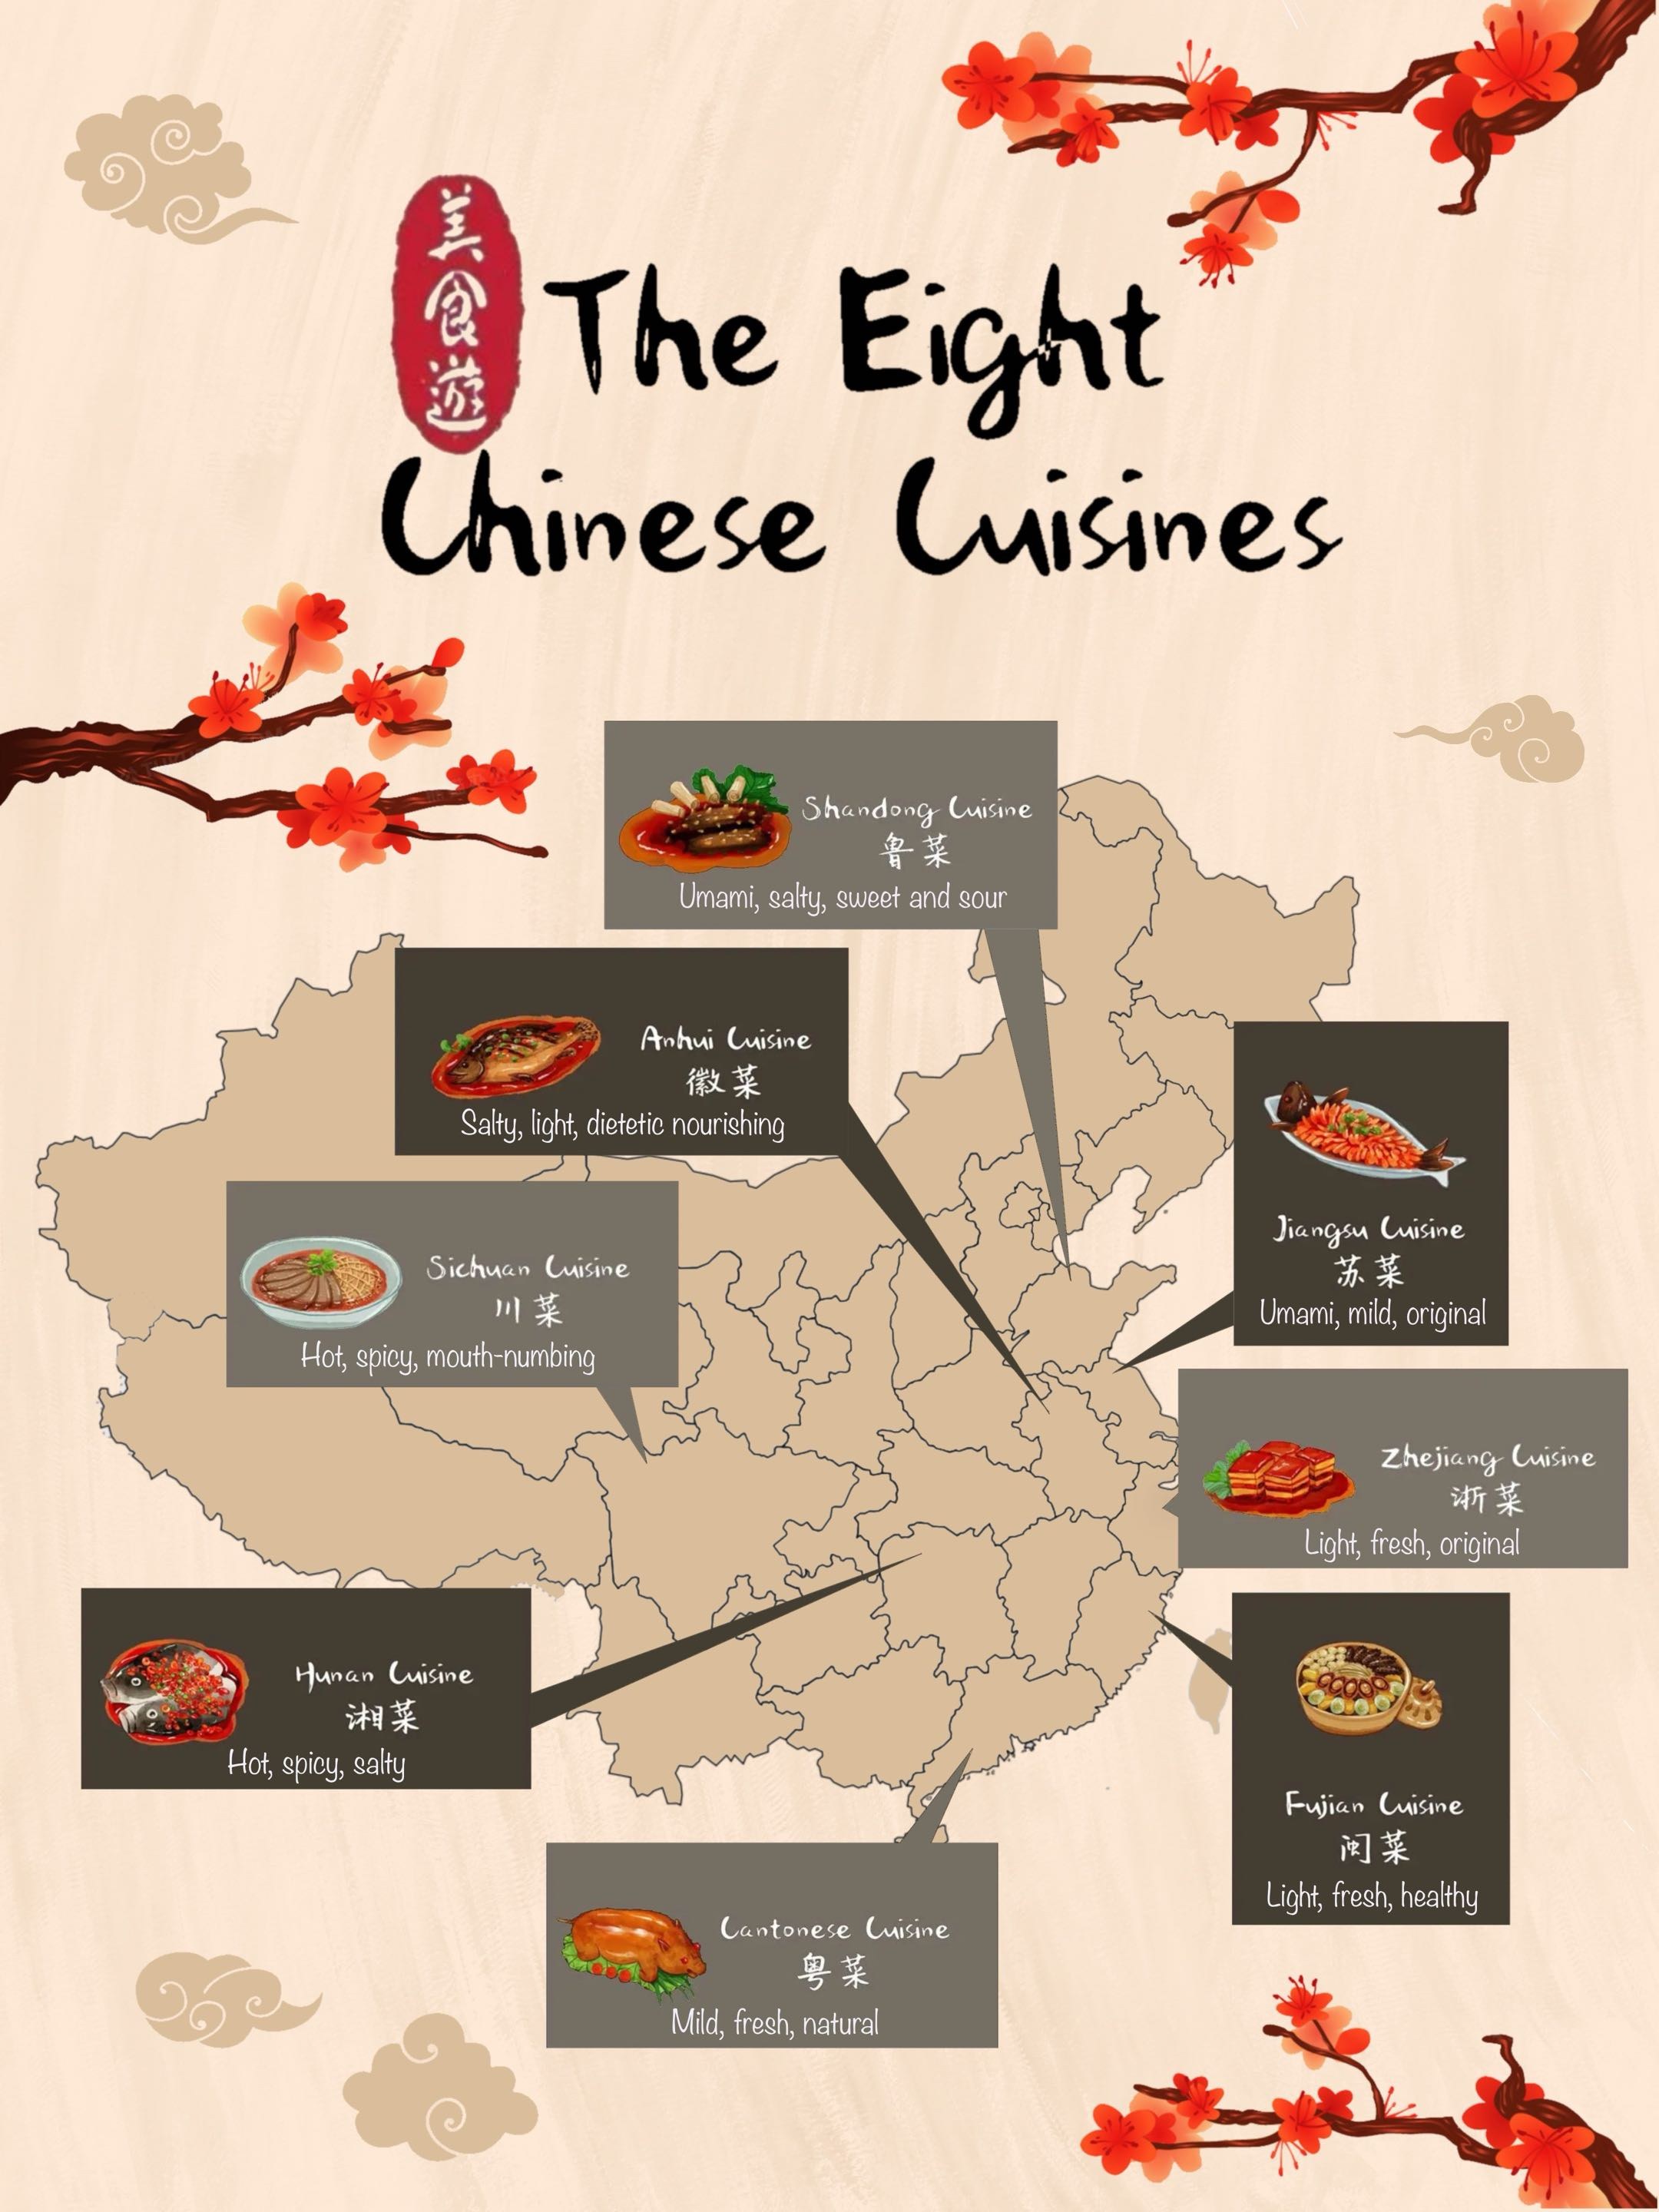 美食遊
The Eight
Chinese Cuisines
Shandong Cuisine
魯菜
Umami, salty, sweet and sour
Anhui Cuisine
徽菜
Salty, light, dietetic nourishing
Jiangsu Cuisine
苏菜
Umami, mild, original
Sichuan Cuisine
川菜
Hot, spicy, mouth-numbing
Zhejiang Cuisine
浙菜
Light, fresh, original
Hunan Cuisine
湘菜
Hot, spicy, salty
Fujian Cuisine
闽菜
Light, fresh, healthy
Cantonese Cuisine
粤菜
Mild, fresh, natural